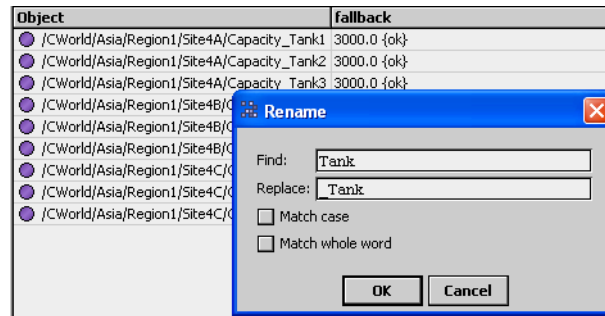 Object fallback
/CWorld/Asia/Region1/Site4A/Capacity_Tank1 3000.0 {ok}
/CWorld/Asia/Region1/Site4A/Capacity_Tank2 3000.0 {ok}
/CWorld/Asia/Region1/Site4A/Capacity_Tank3 3000.0 {ok}
/CWorld/Asia/Region1/Site4B/C
/CWorld/Asia/Region1/Site4B/C
/CWorld/Asia/Region1/Site4B/C
/CWorld/Asia/Region1/Site4C/C
/CWorld/Asia/Region1/Site4C/C
/CWorld/Asia/Region1/Site4C/C
Rename
Find: Tank
Replace: _Tank
Match case
Match whole word
OK Cancel